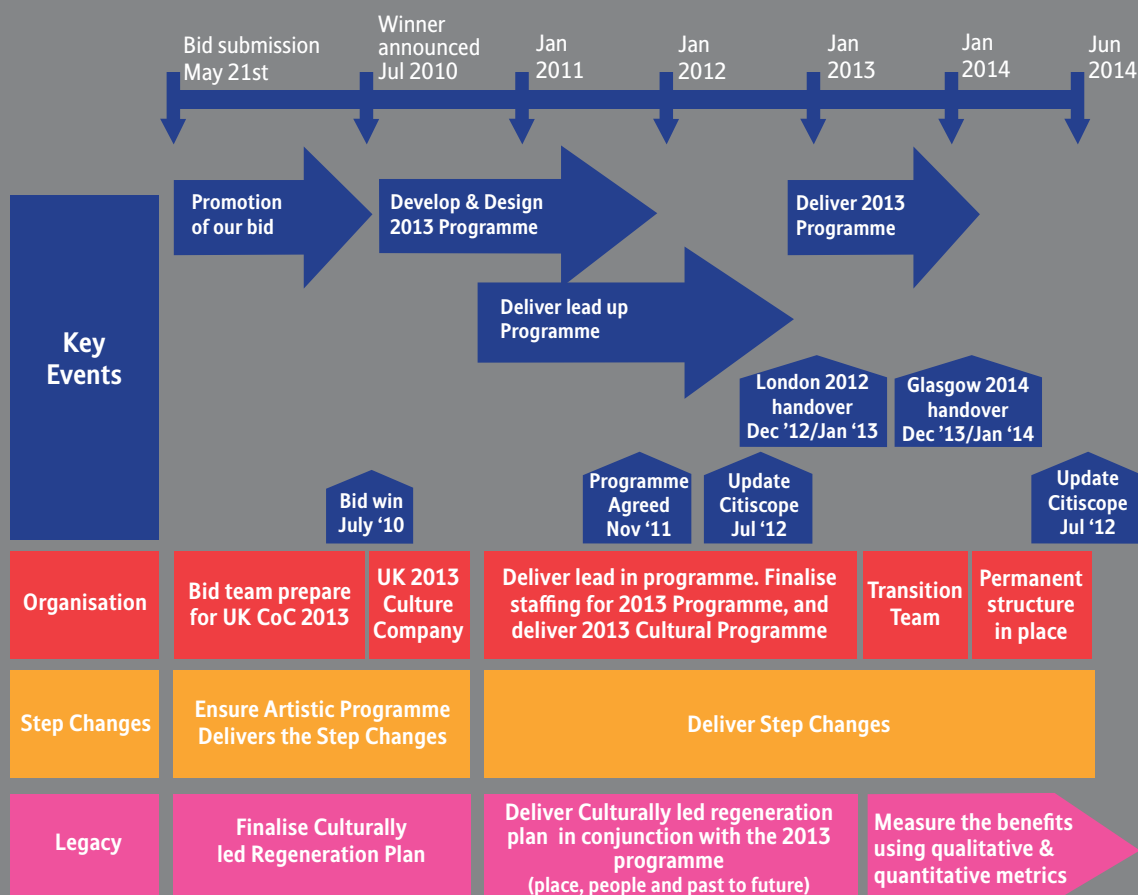 Bid submission
May 21st
Winner
announced
Jul 2010
Jan
2011
Jan
2012
Jan
2013
Jan
2014
Jun
2014
Key
Events
Promotion
of our bid
Develop & Design
2013 Programme
Deliver 2013
Programme
Deliver lead up
Programme
London 2012
handover
Dec ’12/Jan ‘13
Glasgow 2014
handover
Dec ’13/Jan ‘14
Bid win
July ‘10
Programme
Agreed
Nov ‘11
Update
Citiscope
Jul ‘12
Update
Citiscope
Jul ‘12
Organisation
Bid team prepare
for UK CoC 2013
UK 2013
Culture
Company
Deliver lead in programme. Finalise
staffing for 2013 Programme, and
deliver 2013 Cultural Programme
Transition
Team
Permanent
structure
in place
Step Changes
Ensure Artistic Programme
Delivers the Step Changes
Deliver Step Changes
Legacy
Finalise Culturally
led Regeneration Plan
Deliver Culturally led regeneration
plan in conjunction with the 2013
programme
(place, people and past to future)
Measure the benefits
using qualitative &
quantitative metrics